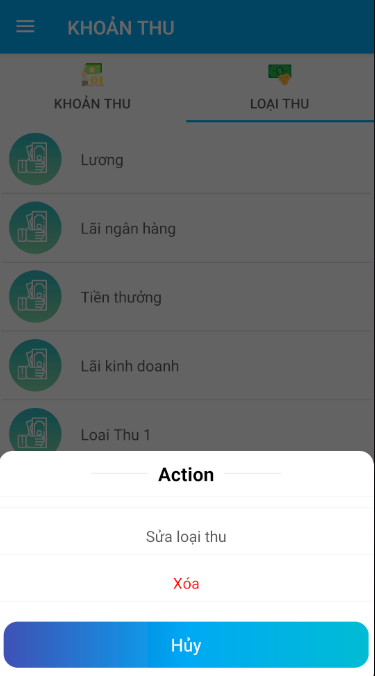 KHOẢN THU
KHOẢN THU
LOẠI THU
Lương
Lãi ngân hàng
Tiền thưởng
Lãi kinh doanh
Loai Thu 1
Action
Sửa loại thu
Xóa
Hủy